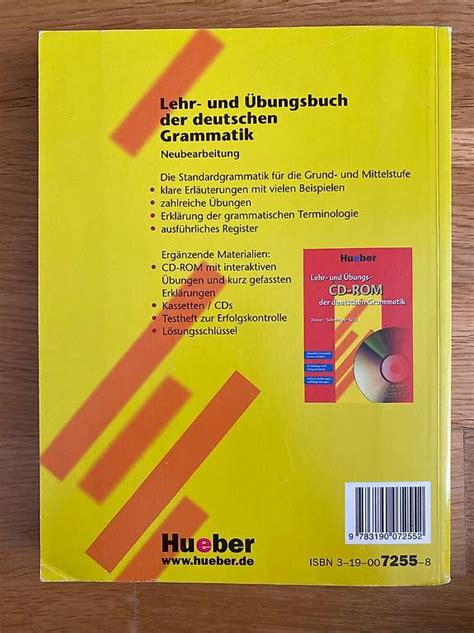 Lehr- und Übungsbuch
der deutschen
Grammatik
Neubearbeitung
Die Standardgrammatik für die Grund- und Mittelstufe
• klare Erläuterungen mit vielen Beispielen
• zahlreiche Übungen
• Erklärung der grammatischen Terminologie
• ausführliches Register
Ergänzende Materialien:
• CD-ROM mit interaktiven
Übungen und kurz gefassten
Erklärungen
• Kassetten / CDs
• Testheft zur Erfolgskontrolle
• Lösungsschlüssel
Hueber
Lehr- und Übungs-
CD-ROM
der deutschen Grammatik
9 783190 072552
Hueber
www.hueber.de
ISBN 3-19-007255-8